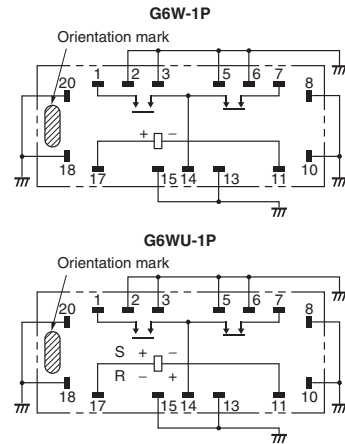 G6W-1P
Orientation mark
20 1 2 3 5 6 7 8
+ −
18 17 15 14 13 11 10
G6WU-1P
Orientation mark
20 1 2 3 5 6 7 8
S + −
R − +
18 17 15 14 13 11 10